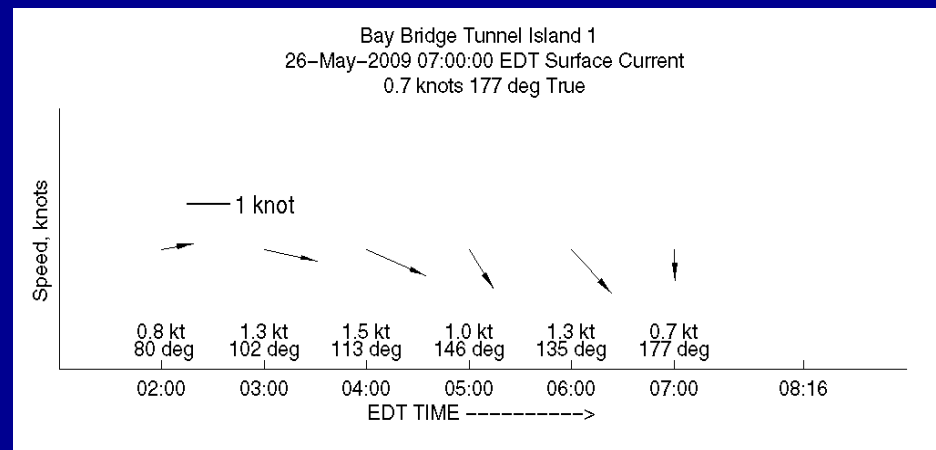 Bay Bridge Tunnel Island 1
26-May-2009 07:00:00 EDT Surface Current
0.7 knots 177 deg True
Speed, knots
1 knot
0.8 kt 1.3 kt 1.5 kt 1.0 kt 1.3 kt 0.7 kt
80 deg 102 deg 113 deg 146 deg 135 deg 177 deg
02:00 03:00 04:00 05:00 06:00 07:00 08:16
EDT TIME ---------->